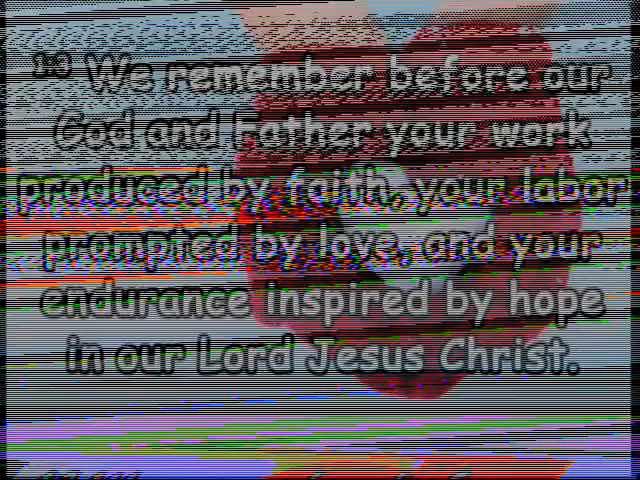 1:3 We remember before our
God and Father your work
produced by faith, your labor
prompted by love, and your
endurance inspired by hope
in our Lord Jesus Christ.